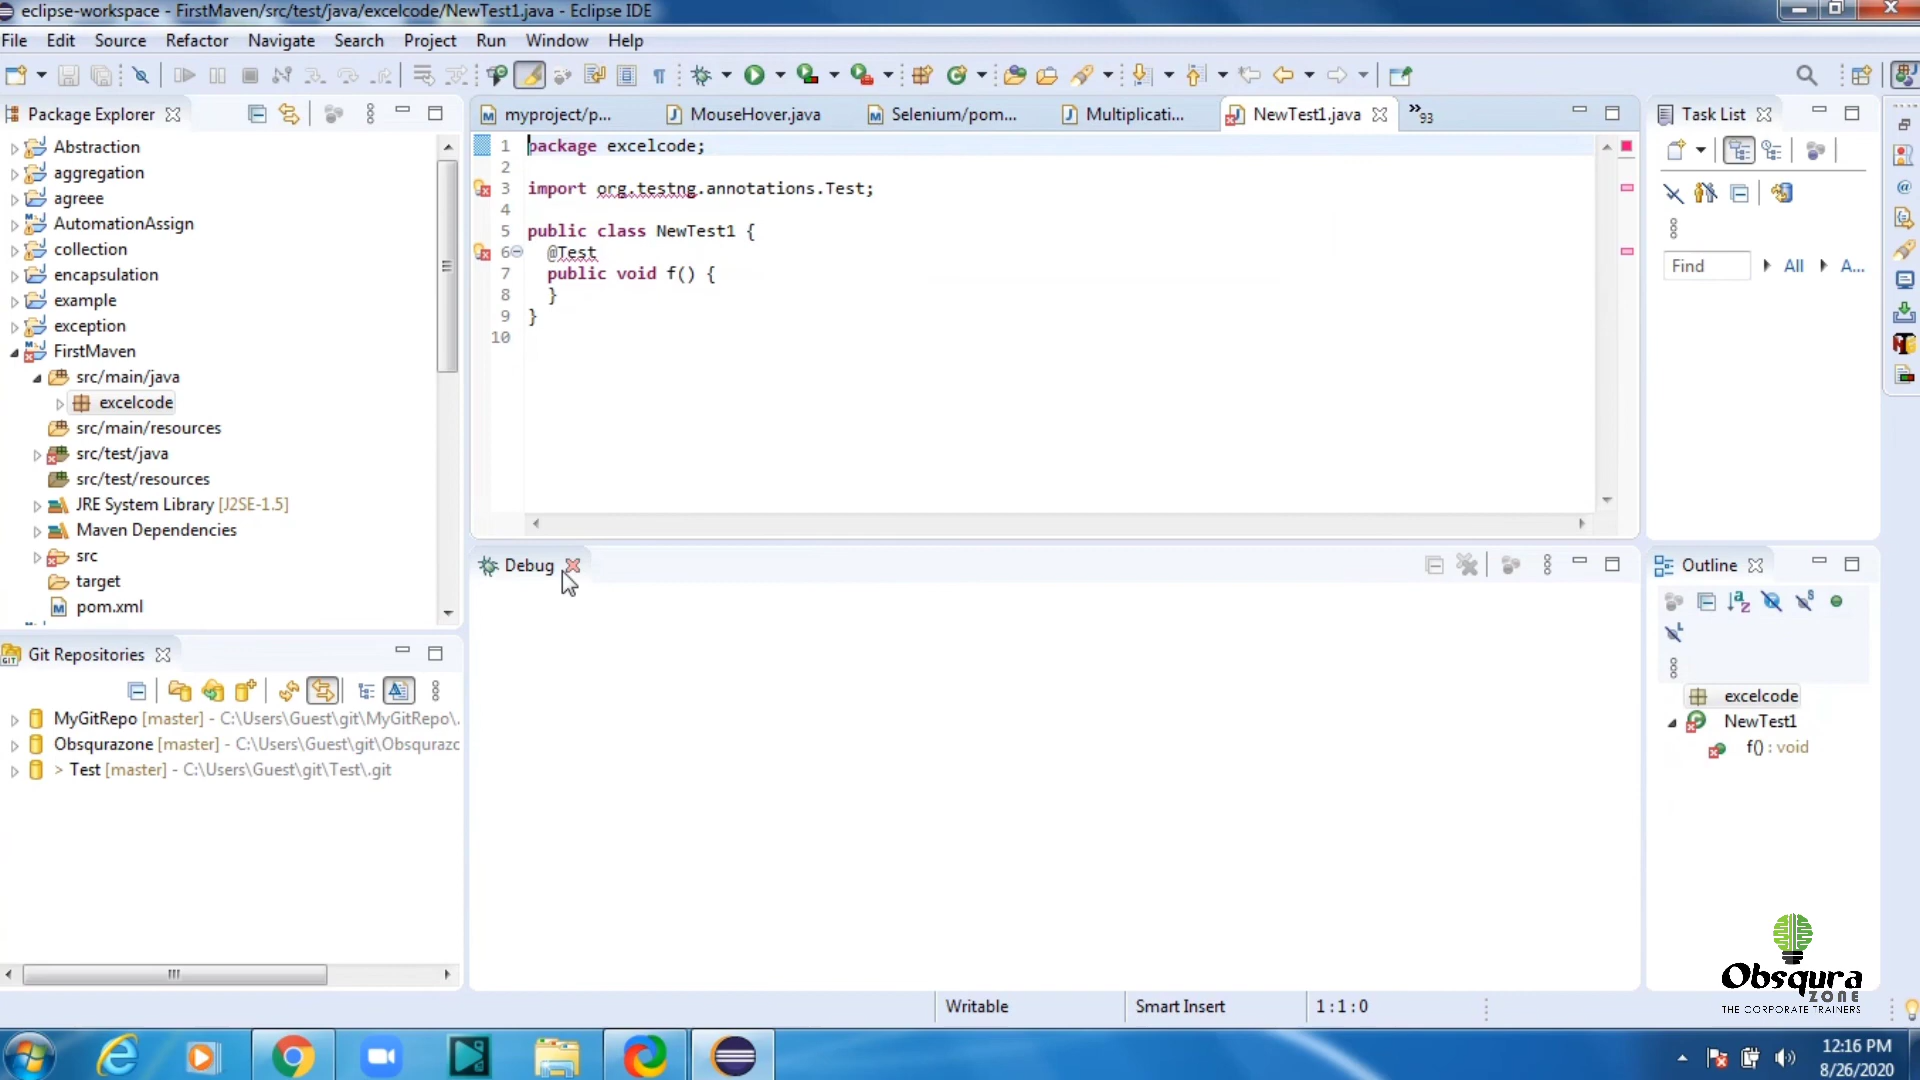 eclipse-workspace - FirstMaven/src/test/java/excelcode/NewTest1.java - Eclipse IDE
File Edit Source Refactor Navigate Search Project Run Window Help
Package Explorer
Abstraction
aggregation
agreee
AutomationAssign
collection
encapsulation
example
exception
FirstMaven
src/main/java
excelcode
src/main/resources
src/test/java
src/test/resources
JRE System Library [J2SE-1.5]
Maven Dependencies
src
target
pom.xml
Git Repositories
MyGitRepo [master] - C:\Users\Guest\git\MyGitRepo\.
Obsqurazone [master] - C:\Users\Guest\git\Obsqurazc
> Test [master] - C:\Users\Guest\git\Test\.git
myproject/p... MouseHover.java Selenium/pom... Multiplicati... NewTest1.java »93
1 package excelcode;
2
3 import org.testng.annotations.Test;
4
5 public class NewTest1 {
6 @Test
7 public void f() {
8 }
9 }
10
Debug
Task List
Find All A...
Outline
excelcode
NewTest1
f() : void
Writable Smart Insert 1 : 1 : 0
Obsqura
ZONE
THE CORPORATE TRAINERS
12:16 PM
8/26/2020